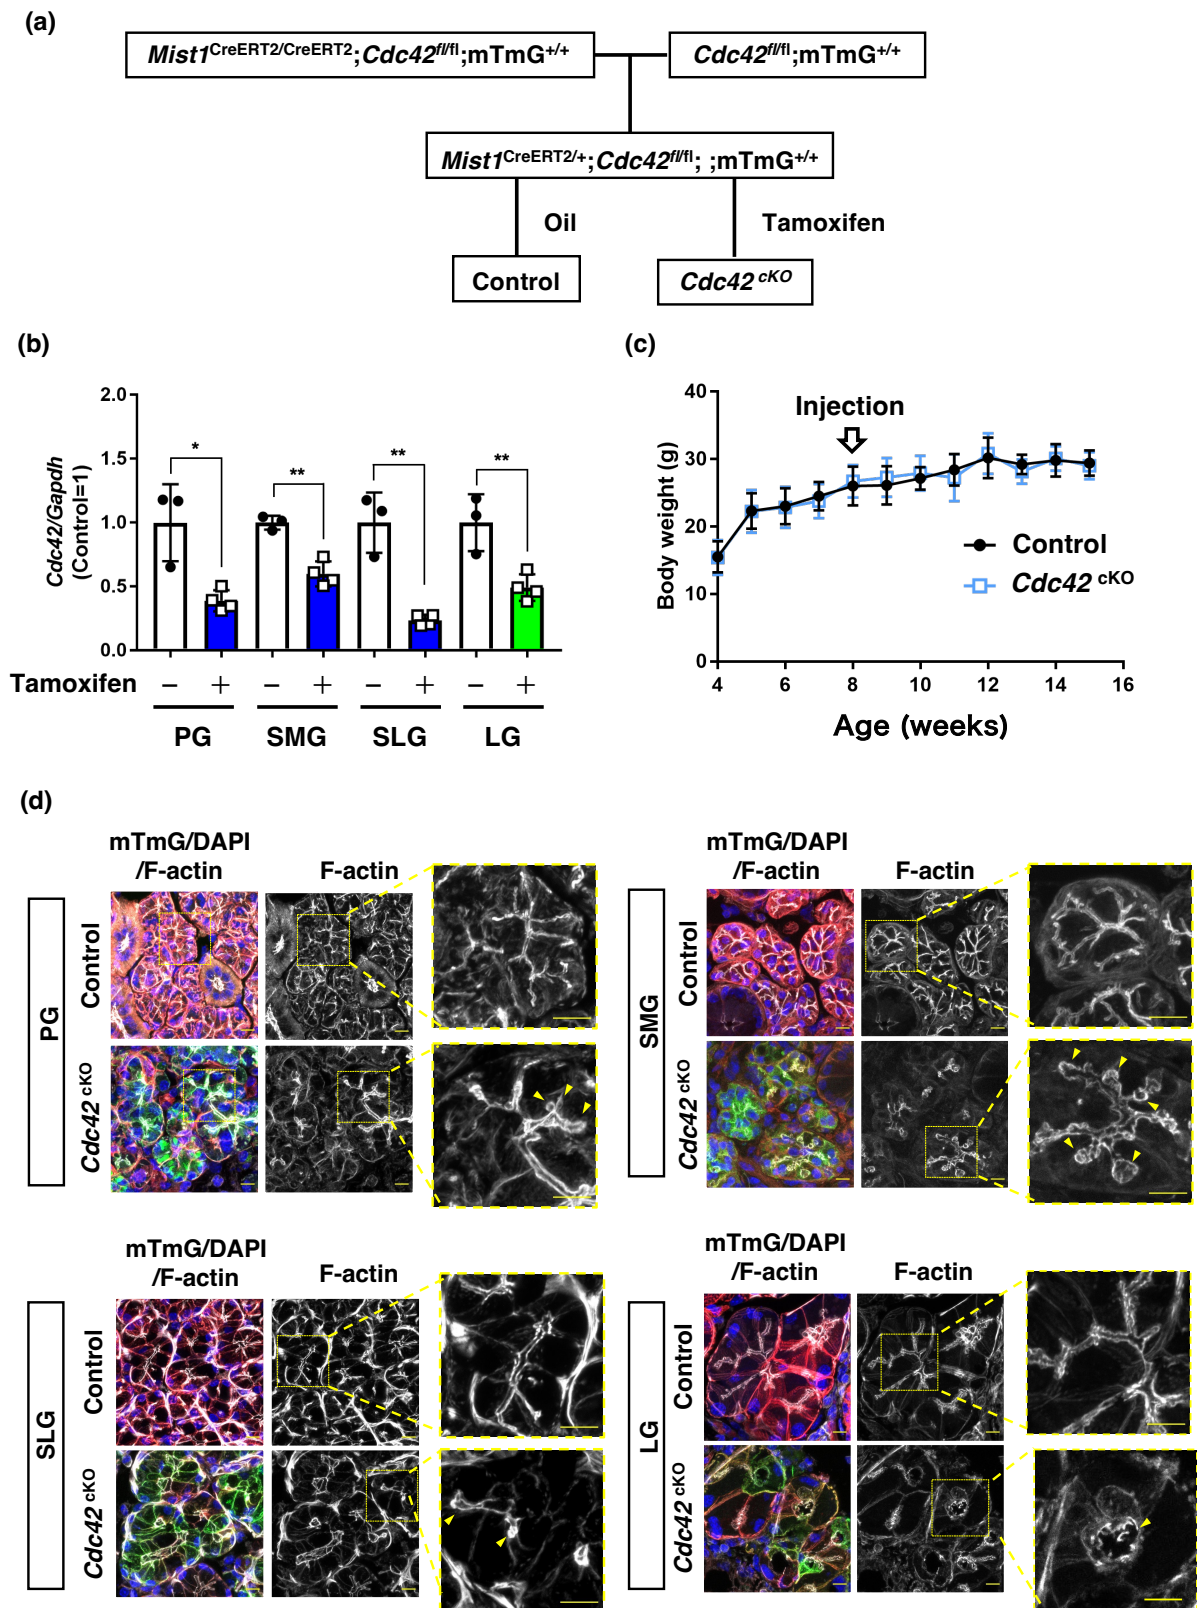 (a)
Mist1CreERT2/CreERT2;Cdc42fl/fl;mTmG+/+
Cdc42fl/fl;mTmG+/+
Mist1CreERT2/+;Cdc42fl/fl; ;mTmG+/+
Oil
Tamoxifen
Control
Cdc42 cKO
(b)
Cdc42/Gapdh
(Control=1)
2.0
1.5
1.0
0.5
0.0
*
**
**
**
Tamoxifen − + − + − + − +
PG SMG SLG LG
(c)
Body weight (g)
40
30
20
10
0
Injection
Control
Cdc42 cKO
4 6 8 10 12 14 16
Age (weeks)
(d)
mTmG/DAPI
/F-actin
F-actin
PG
Control
Cdc42 cKO
mTmG/DAPI
/F-actin
F-actin
SMG
Control
Cdc42 cKO
mTmG/DAPI
/F-actin
F-actin
SLG
Control
Cdc42 cKO
mTmG/DAPI
/F-actin
F-actin
LG
Control
Cdc42 cKO